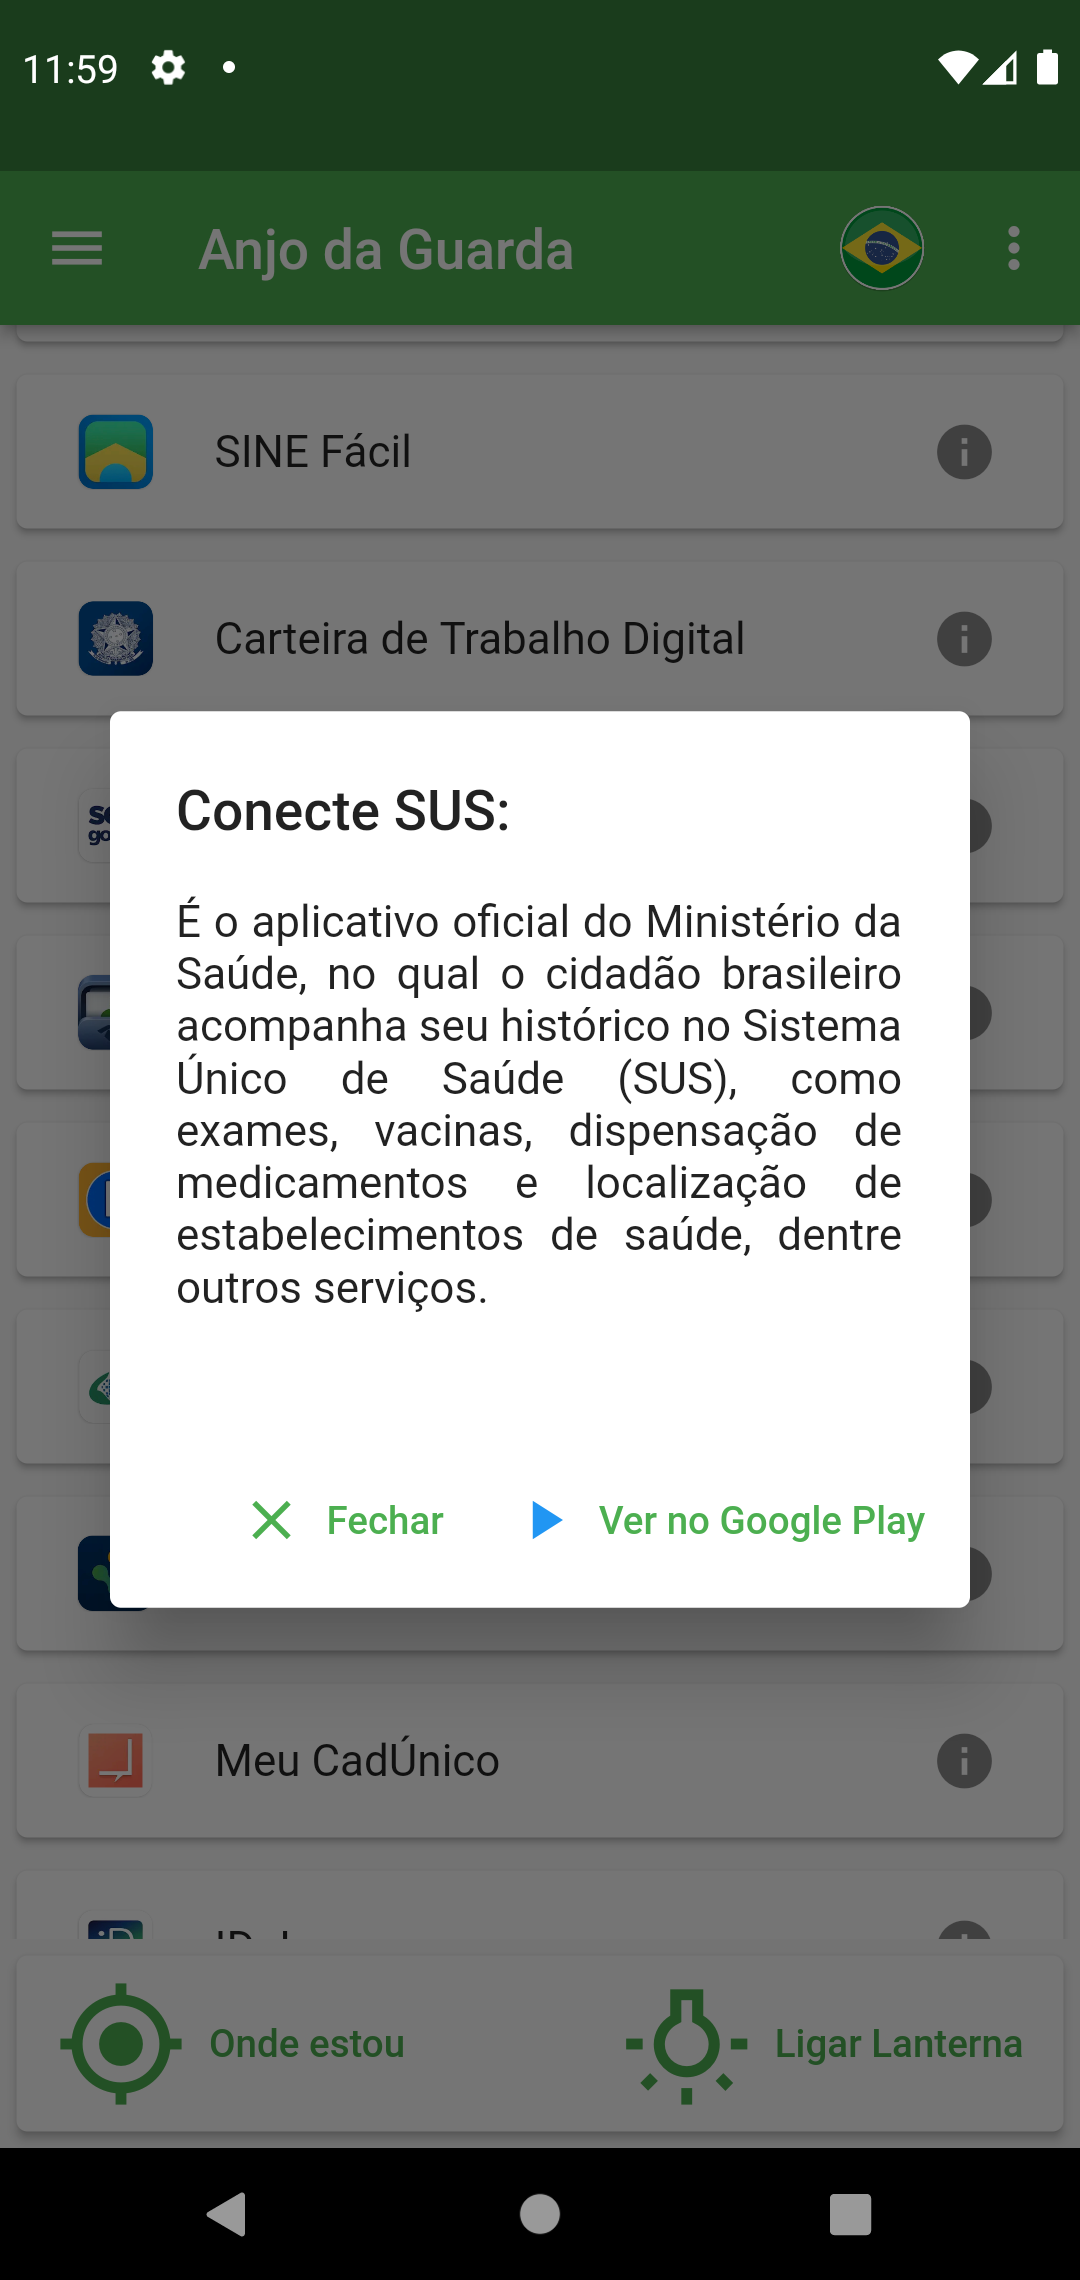 11:59
Anjo da Guarda
SINE Fácil
Carteira de Trabalho Digital
Conecte SUS:
É o aplicativo oficial do Ministério da
Saúde, no qual o cidadão brasileiro
acompanha seu histórico no Sistema
Único de Saúde (SUS), como
exames, vacinas, dispensação de
medicamentos e localização de
estabelecimentos de saúde, dentre
outros serviços.
Fechar
Ver no Google Play
Meu CadÚnico
Onde estou
Ligar Lanterna